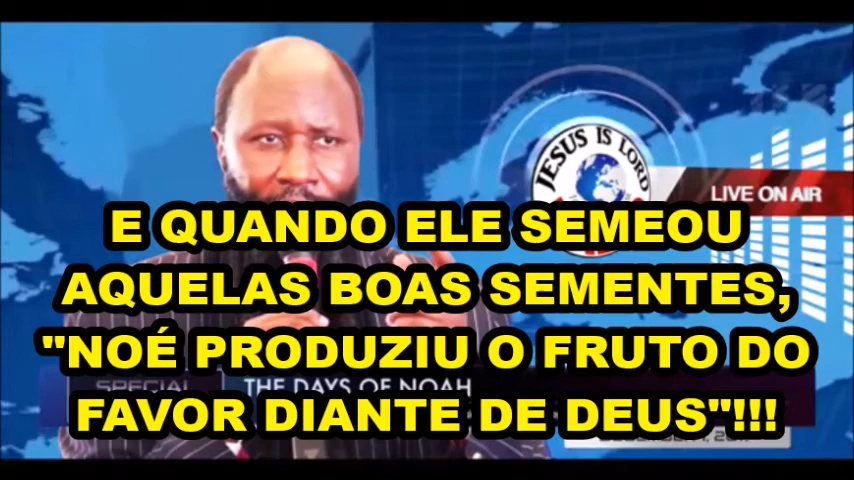 JESUS IS LORD
LIVE ON AIR
E QUANDO ELE SEMEOU
AQUELAS BOAS SEMENTES,
"NOÉ PRODUZIU O FRUTO DO
SPECIAL THE DAYS OF NOAH
FAVOR DIANTE DE DEUS"!!!